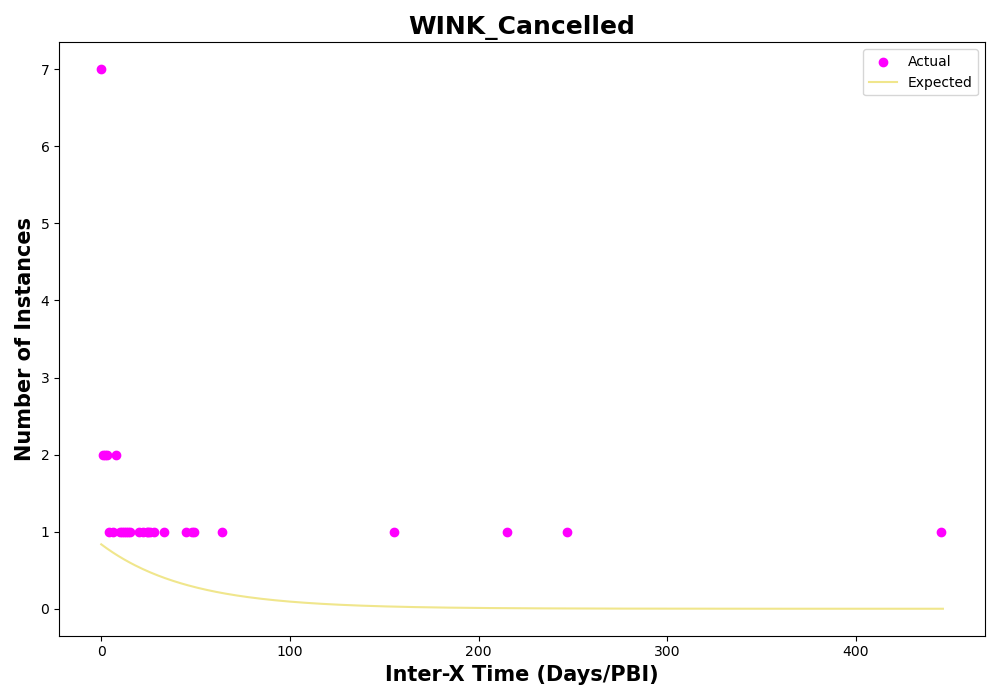 WINK_Cancelled
Actual
Expected
7
6
5
4
3
2
1
0
Number of Instances
0 100 200 300 400
Inter-X Time (Days/PBI)